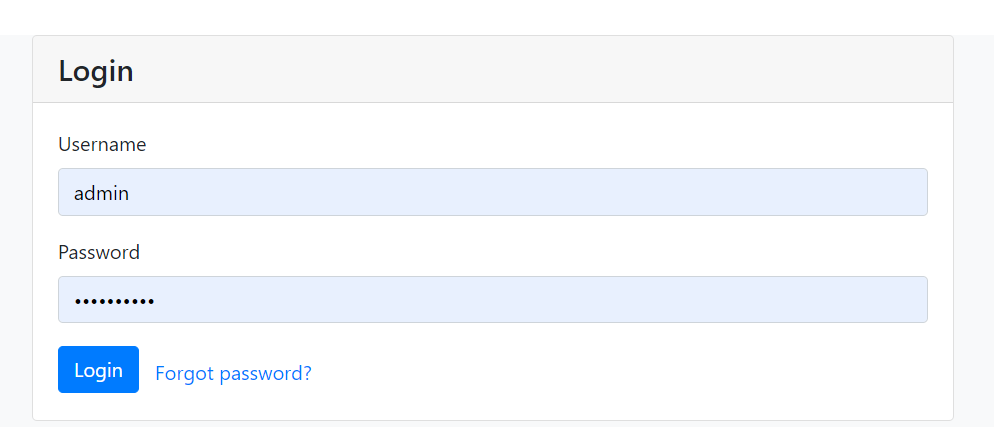 Login
Username
admin
Password
••••••••••
Login Forgot password?